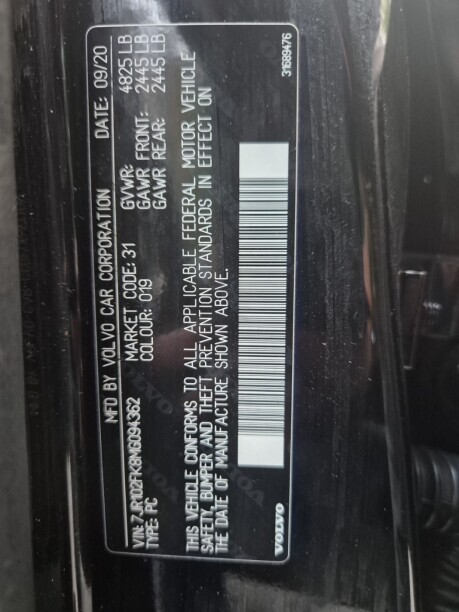 MFD BY VOLVO CAR CORPORATION DATE: 09/20
VIN: 7JR102FK8MG094362 GVWR: 4825 LB
TYPE: PC MARKET CODE: 31 GAWR FRONT: 2445 LB
COLOUR: 019 GAWR REAR: 2445 LB
THIS VEHICLE CONFORMS TO ALL APPLICABLE FEDERAL MOTOR VEHICLE
SAFETY, BUMPER AND THEFT PREVENTION STANDARDS IN EFFECT ON
THE DATE OF MANUFACTURE SHOWN ABOVE.
VOLVO 31689476